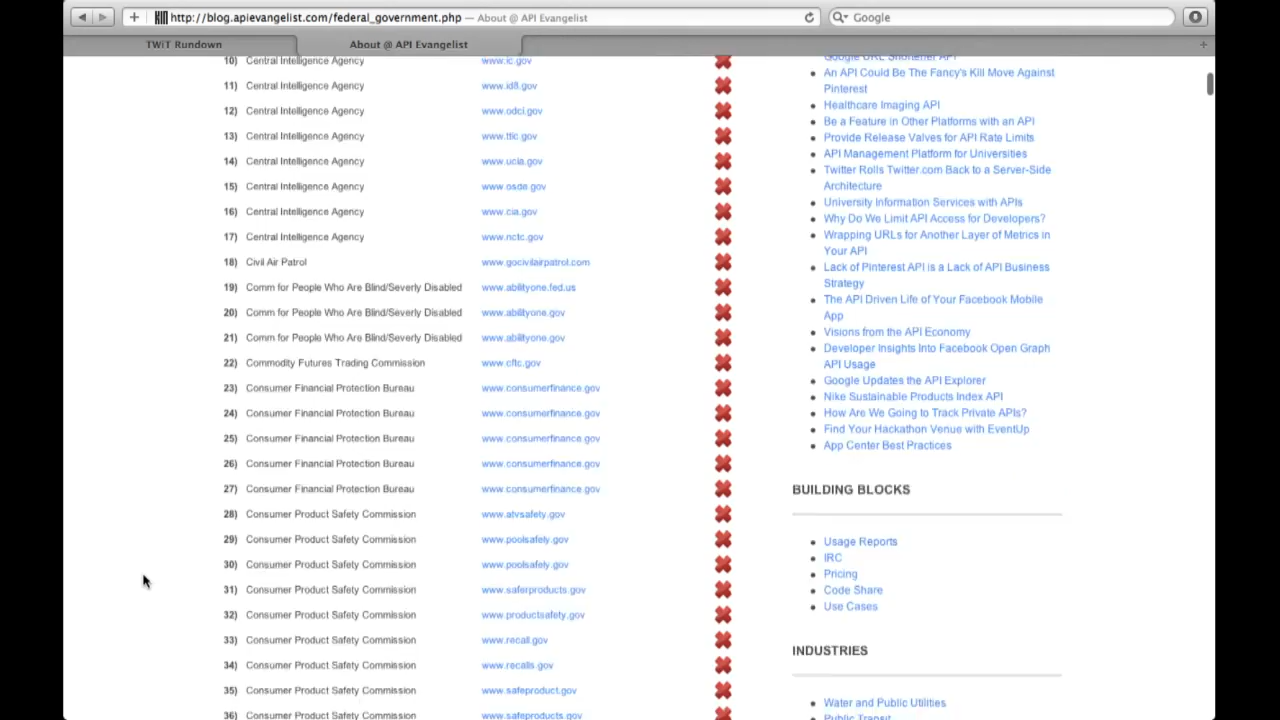 http://blog.apievangelist.com/federal_government.php — About @ API Evangelist
Google
TWiT Rundown
About @ API Evangelist
10) Central Intelligence Agency www.ic.gov
11) Central Intelligence Agency
12) Central Intelligence Agency www.odci.gov
13) Central Intelligence Agency www.ttic.gov
14) Central Intelligence Agency www.ucia.gov
15) Central Intelligence Agency www.osde.gov
16) Central Intelligence Agency www.cia.gov
17) Central Intelligence Agency www.nctc.gov
18) Civil Air Patrol www.gocivilairpatrol.com
19) Comm for People Who Are Blind/Severly Disabled www.abilityone.fed.us
20) Comm for People Who Are Blind/Severly Disabled www.abilityone.gov
21) Comm for People Who Are Blind/Severly Disabled www.abilityone.gov
22) Commodity Futures Trading Commission www.cftc.gov
23) Consumer Financial Protection Bureau www.consumerfinance.gov
24) Consumer Financial Protection Bureau www.consumerfinance.gov
25) Consumer Financial Protection Bureau www.consumerfinance.gov
26) Consumer Financial Protection Bureau www.consumerfinance.gov
27) Consumer Financial Protection Bureau www.consumerfinance.gov
28) Consumer Product Safety Commission www.atvsafety.gov
29) Consumer Product Safety Commission www.poolsafety.gov
30) Consumer Product Safety Commission www.poolsafely.gov
31) Consumer Product Safety Commission www.saferproducts.gov
32) Consumer Product Safety Commission www.productsafety.gov
33) Consumer Product Safety Commission www.recall.gov
34) Consumer Product Safety Commission www.recalls.gov
35) Consumer Product Safety Commission www.safeproduct.gov
36) Consumer Product Safety Commission www.safeproducts.gov
Google URL Shortener API
An API Could Be The Fancy's Kill Move Against
Pinterest
Healthcare Imaging API
Be a Feature in Other Platforms with an API
Provide Release Valves for API Rate Limits
API Management Platform for Universities
Twitter Rolls Twitter.com Back to a Server-Side
Architecture
University Information Services with APIs
Why Do We Limit API Access for Developers?
Wrapping URLs for Another Layer of Metrics in
Your API
Lack of Pinterest API is a Lack of API Business
Strategy
The API Driven Life of Your Facebook Mobile
App
Visions from the API Economy
Developer Insights Into Facebook Open Graph
API Usage
Google Updates the API Explorer
Nike Sustainable Products Index API
How Are We Going to Track Private APIs?
Find Your Hackathon Venue with EventUp
App Center Best Practices
BUILDING BLOCKS
Usage Reports
IRC
Pricing
Code Share
Use Cases
INDUSTRIES
Water and Public Utilities
Public Transit